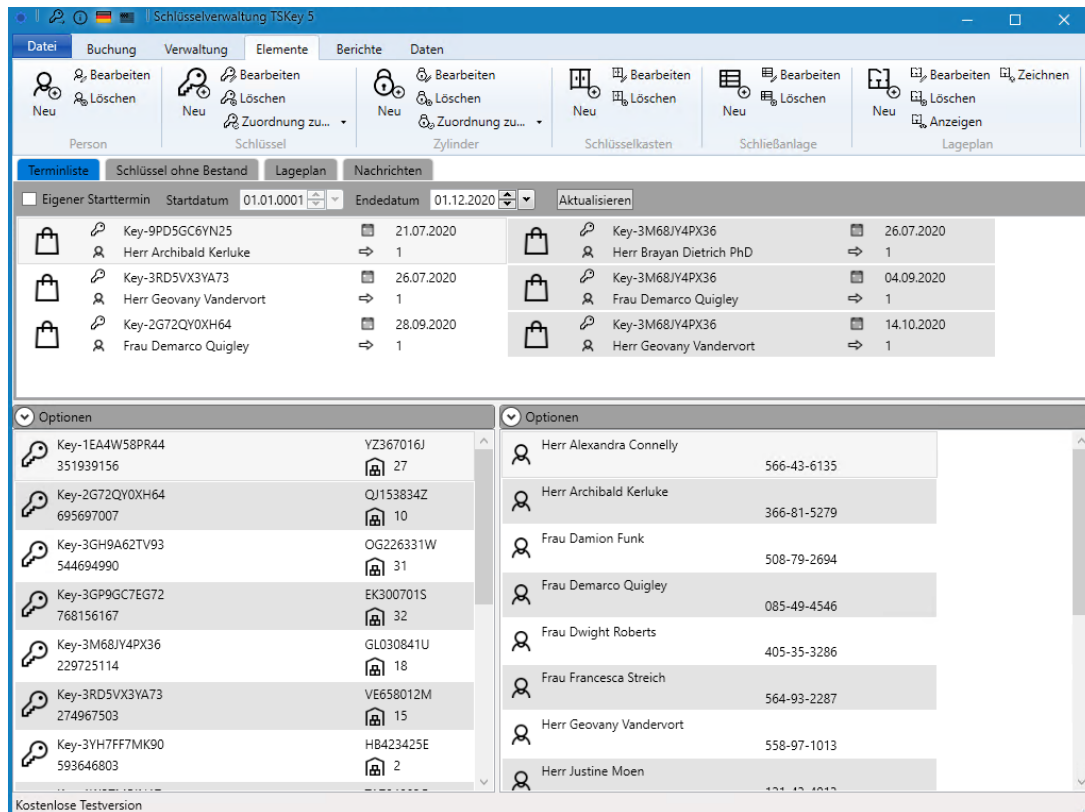 Schlüsselverwaltung TSKey 5
Datei Buchung Verwaltung Elemente Berichte Daten
Neu Bearbeiten Löschen Person
Neu Bearbeiten Löschen Zuordnung zu... Schlüssel
Neu Bearbeiten Löschen Zuordnung zu... Zylinder
Neu Bearbeiten Löschen Schlüsselkasten
Neu Bearbeiten Löschen Schließanlage
Neu Bearbeiten Zeichnen Löschen Anzeigen Lageplan
Terminliste Schlüssel ohne Bestand Lageplan Nachrichten
Eigener Starttermin Startdatum 01.01.0001 Endedatum 01.12.2020 Aktualisieren
Key-9PD5GC6YN25 21.07.2020
Herr Archibald Kerluke 1
Key-3M68JY4PX36 26.07.2020
Herr Brayan Dietrich PhD 1
Key-3RD5VX3YA73 26.07.2020
Herr Geovany Vandervort 1
Key-3M68JY4PX36 04.09.2020
Frau Demarco Quigley 1
Key-2G72QY0XH64 28.09.2020
Frau Demarco Quigley 1
Key-3M68JY4PX36 14.10.2020
Herr Geovany Vandervort 1
Optionen
Key-1EA4W58PR44 YZ367016J
351939156 27
Key-2G72QY0XH64 QJ153834Z
695697007 10
Key-3GH9A62TV93 OG226331W
544694990 31
Key-3GP9GC7EG72 EK300701S
768156167 32
Key-3M68JY4PX36 GL030841U
229725114 18
Key-3RD5VX3YA73 VE658012M
274967503 15
Key-3YH7FF7MK90 HB423425E
593646803 2
Optionen
Herr Alexandra Connelly
566-43-6135
Herr Archibald Kerluke
366-81-5279
Frau Damion Funk
508-79-2694
Frau Demarco Quigley
085-49-4546
Frau Dwight Roberts
405-35-3286
Frau Francesca Streich
564-93-2287
Herr Geovany Vandervort
558-97-1013
Herr Justine Moen
Kostenlose Testversion